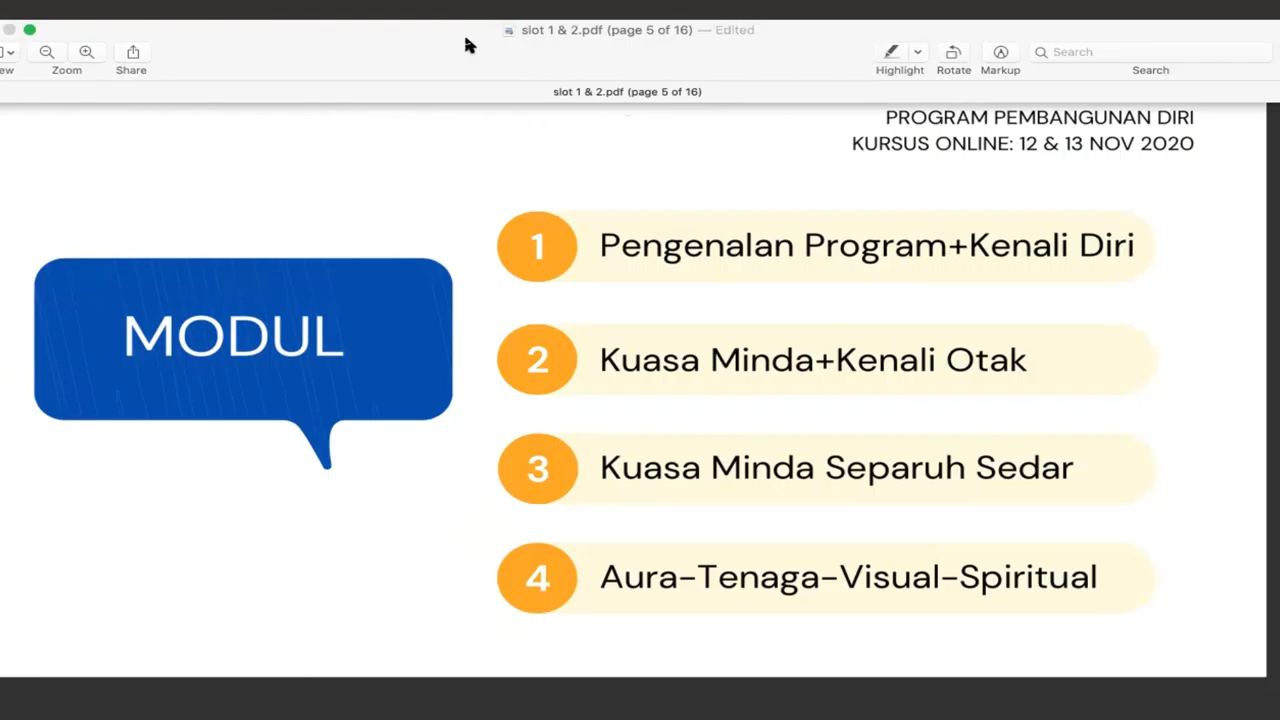 slot 1 & 2.pdf (page 5 of 16) — Edited
Zoom
Share
Highlight
Rotate
Markup
Search
Search
slot 1 & 2.pdf (page 5 of 16)
PROGRAM PEMBANGUNAN DIRI
KURSUS ONLINE: 12 & 13 NOV 2020
MODUL
1 Pengenalan Program+Kenali Diri
2 Kuasa Minda+Kenali Otak
3 Kuasa Minda Separuh Sedar
4 Aura-Tenaga-Visual-Spiritual